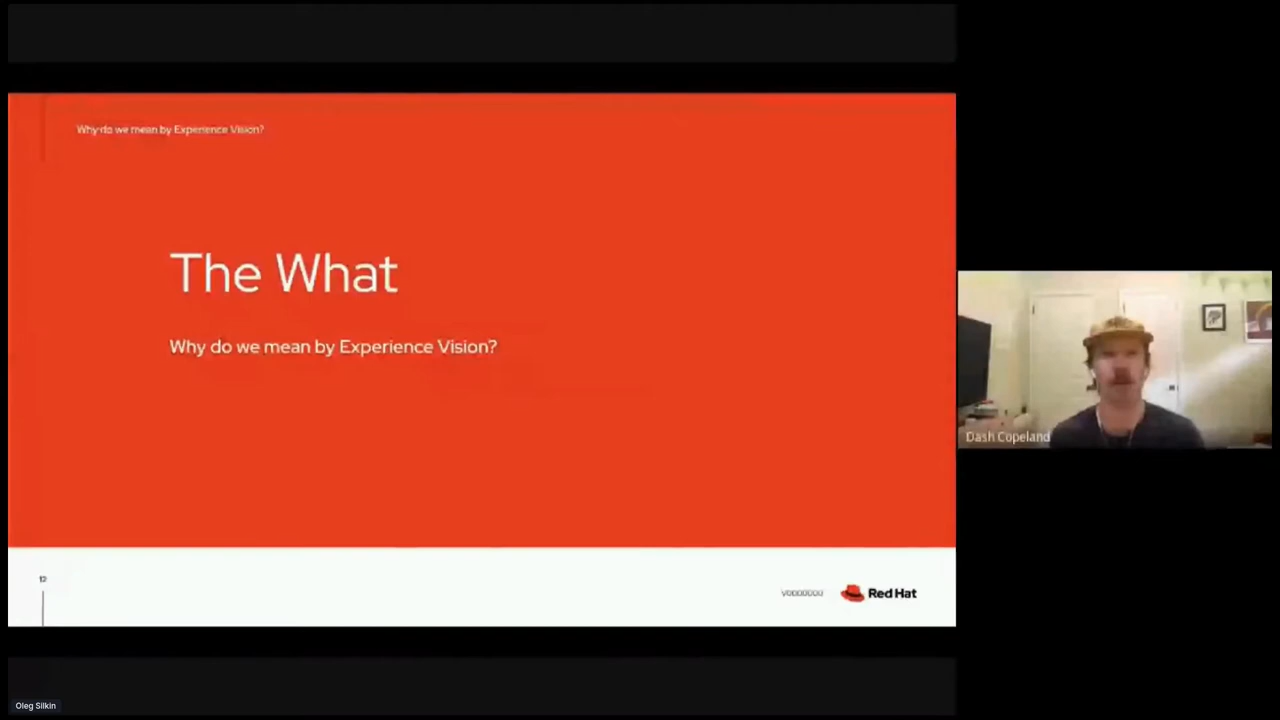 Why do we mean by Experience Vision?
The What
Why do we mean by Experience Vision?
V0000000
Red Hat
Dash Copeland
Oleg Silkin